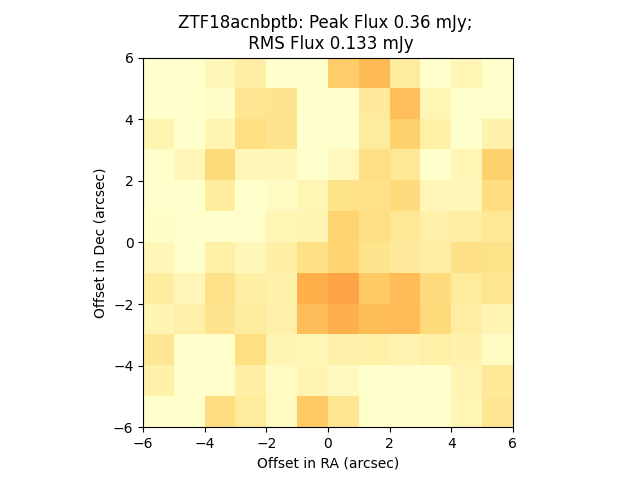 ZTF18acnbptb: Peak Flux 0.36 mJy;
RMS Flux 0.133 mJy
6
4
2
0
−2
−4
−6
Offset in Dec (arcsec)
−6 −4 −2 0 2 4 6
Offset in RA (arcsec)